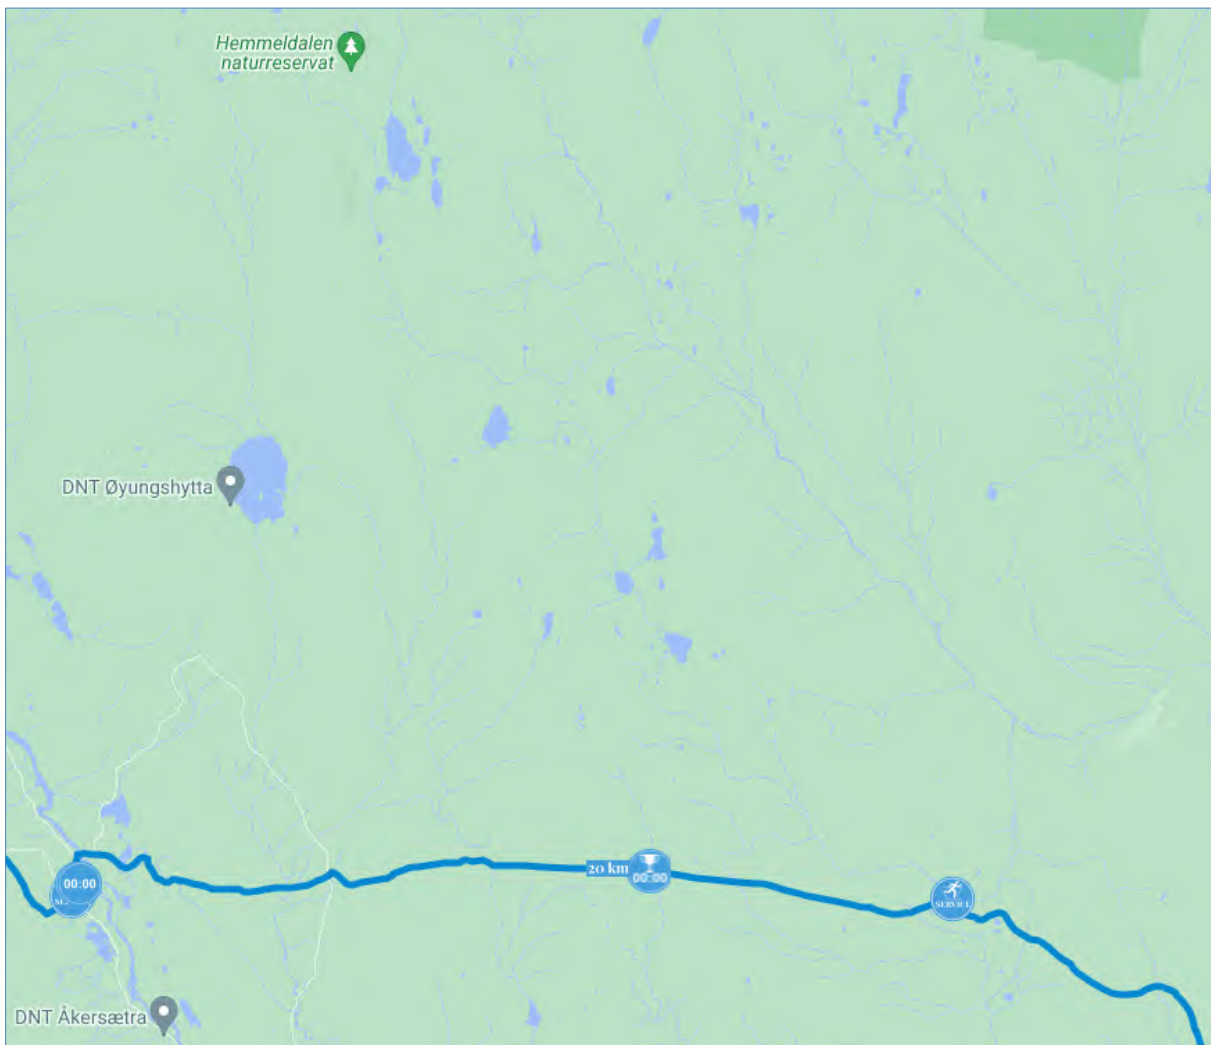 Hemmeldalen
naturreservat
DNT Øyungshytta
20 km
00:00
SERVICE
00:00
DNT Åkersætra